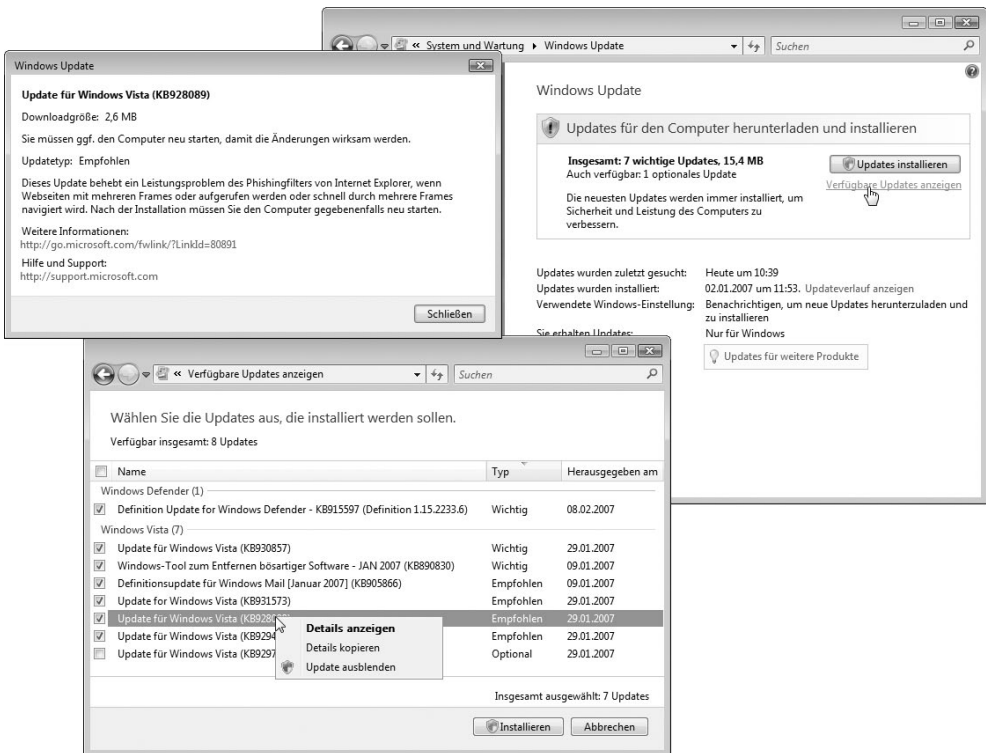 « System und Wartung ▸ Windows Update
Suchen
Windows Update
Update für Windows Vista (KB928089)
Downloadgröße: 2,6 MB
Sie müssen ggf. den Computer neu starten, damit die Änderungen wirksam werden.
Updatetyp: Empfohlen
Dieses Update behebt ein Leistungsproblem des Phishingfilters von Internet Explorer, wenn
Webseiten mit mehreren Frames oder aufgerufen werden oder schnell durch mehrere Frames
navigiert wird. Nach der Installation müssen Sie den Computer gegebenenfalls neu starten.
Weitere Informationen:
http://go.microsoft.com/fwlink/?LinkId=80891
Hilfe und Support:
http://support.microsoft.com
Schließen
Windows Update
Updates für den Computer herunterladen und installieren
Insgesamt: 7 wichtige Updates, 15,4 MB
Auch verfügbar: 1 optionales Update
Updates installieren
Verfügbare Updates anzeigen
Die neuesten Updates werden immer installiert, um
Sicherheit und Leistung des Computers zu
verbessern.
Updates wurden zuletzt gesucht: Heute um 10:39
Updates wurden installiert: 02.01.2007 um 11:53. Updateverlauf anzeigen
Verwendete Windows-Einstellung: Benachrichtigen, um neue Updates herunterzuladen und
zu installieren
Sie erhalten Updates: Nur für Windows
Updates für weitere Produkte
« Verfügbare Updates anzeigen
Suchen
Wählen Sie die Updates aus, die installiert werden sollen.
Verfügbar insgesamt: 8 Updates
Name Typ Herausgegeben am
Windows Defender (1)
Definition Update for Windows Defender - KB915597 (Definition 1.15.2233.6) Wichtig 08.02.2007
Windows Vista (7)
Update für Windows Vista (KB930857) Wichtig 29.01.2007
Windows-Tool zum Entfernen bösartiger Software - JAN 2007 (KB890830) Wichtig 09.01.2007
Definitionsupdate für Windows Mail [Januar 2007] (KB905866) Empfohlen 09.01.2007
Update for Windows Vista (KB931573) Empfohlen 29.01.2007
Update für Windows Vista Empfohlen 29.01.2007
Update für Windows Vista (KB9294 Empfohlen 29.01.2007
Update für Windows Vista (KB9297 Optional 29.01.2007
Details anzeigen
Details kopieren
Update ausblenden
Insgesamt ausgewählt: 7 Updates
Installieren
Abbrechen